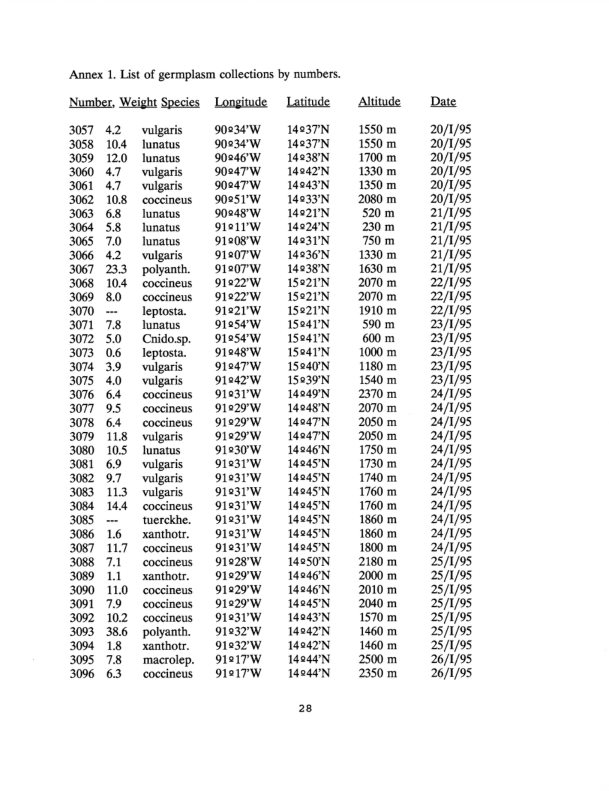 Annex 1. List of germplasm collections by numbers.
Number, Weight Species Longitude Latitude Altitude Date
3057 4.2 vulgaris 90º34'W 14º37'N 1550 m 20/I/95
3058 10.4 lunatus 90º34'W 14º37'N 1550 m 20/I/95
3059 12.0 lunatus 90º46'W 14º38'N 1700 m 20/I/95
3060 4.7 vulgaris 90º47'W 14º42'N 1330 m 20/I/95
3061 4.7 vulgaris 90º47'W 14º43'N 1350 m 20/I/95
3062 10.8 coccineus 90º51'W 14º33'N 2080 m 20/I/95
3063 6.8 lunatus 90º48'W 14º21'N 520 m 21/I/95
3064 5.8 lunatus 91º11'W 14º24'N 230 m 21/I/95
3065 7.0 lunatus 91º08'W 14º31'N 750 m 21/I/95
3066 4.2 vulgaris 91º07'W 14º36'N 1330 m 21/I/95
3067 23.3 polyanth. 91º07'W 14º38'N 1630 m 21/I/95
3068 10.4 coccineus 91º22'W 15º21'N 2070 m 22/I/95
3069 8.0 coccineus 91º22'W 15º21'N 2070 m 22/I/95
3070 --- leptosta. 91º21'W 15º21'N 1910 m 22/I/95
3071 7.8 lunatus 91º54'W 15º41'N 590 m 23/I/95
3072 5.0 Cnido.sp. 91º54'W 15º41'N 600 m 23/I/95
3073 0.6 leptosta. 91º48'W 15º41'N 1000 m 23/I/95
3074 3.9 vulgaris 91º47'W 15º40'N 1180 m 23/I/95
3075 4.0 vulgaris 91º42'W 15º39'N 1540 m 23/I/95
3076 6.4 coccineus 91º31'W 14º49'N 2370 m 24/I/95
3077 9.5 coccineus 91º29'W 14º48'N 2070 m 24/I/95
3078 6.4 coccineus 91º29'W 14º47'N 2050 m 24/I/95
3079 11.8 vulgaris 91º29'W 14º47'N 2050 m 24/I/95
3080 10.5 lunatus 91º30'W 14º46'N 1750 m 24/I/95
3081 6.9 vulgaris 91º31'W 14º45'N 1730 m 24/I/95
3082 9.7 vulgaris 91º31'W 14º45'N 1740 m 24/I/95
3083 11.3 vulgaris 91º31'W 14º45'N 1760 m 24/I/95
3084 14.4 coccineus 91º31'W 14º45'N 1760 m 24/I/95
3085 --- tuerckhe. 91º31'W 14º45'N 1860 m 24/I/95
3086 1.6 xanthotr. 91º31'W 14º45'N 1860 m 24/I/95
3087 11.7 coccineus 91º31'W 14º45'N 1800 m 24/I/95
3088 7.1 coccineus 91º28'W 14º50'N 2180 m 25/I/95
3089 1.1 xanthotr. 91º29'W 14º46'N 2000 m 25/I/95
3090 11.0 coccineus 91º29'W 14º46'N 2010 m 25/I/95
3091 7.9 coccineus 91º29'W 14º45'N 2040 m 25/I/95
3092 10.2 coccineus 91º31'W 14º43'N 1570 m 25/I/95
3093 38.6 polyanth. 91º32'W 14º42'N 1460 m 25/I/95
3094 1.8 xanthotr. 91º32'W 14º42'N 1460 m 25/I/95
3095 7.8 macrolep. 91º17'W 14º44'N 2500 m 26/I/95
3096 6.3 coccineus 91º17'W 14º44'N 2350 m 26/I/95
28